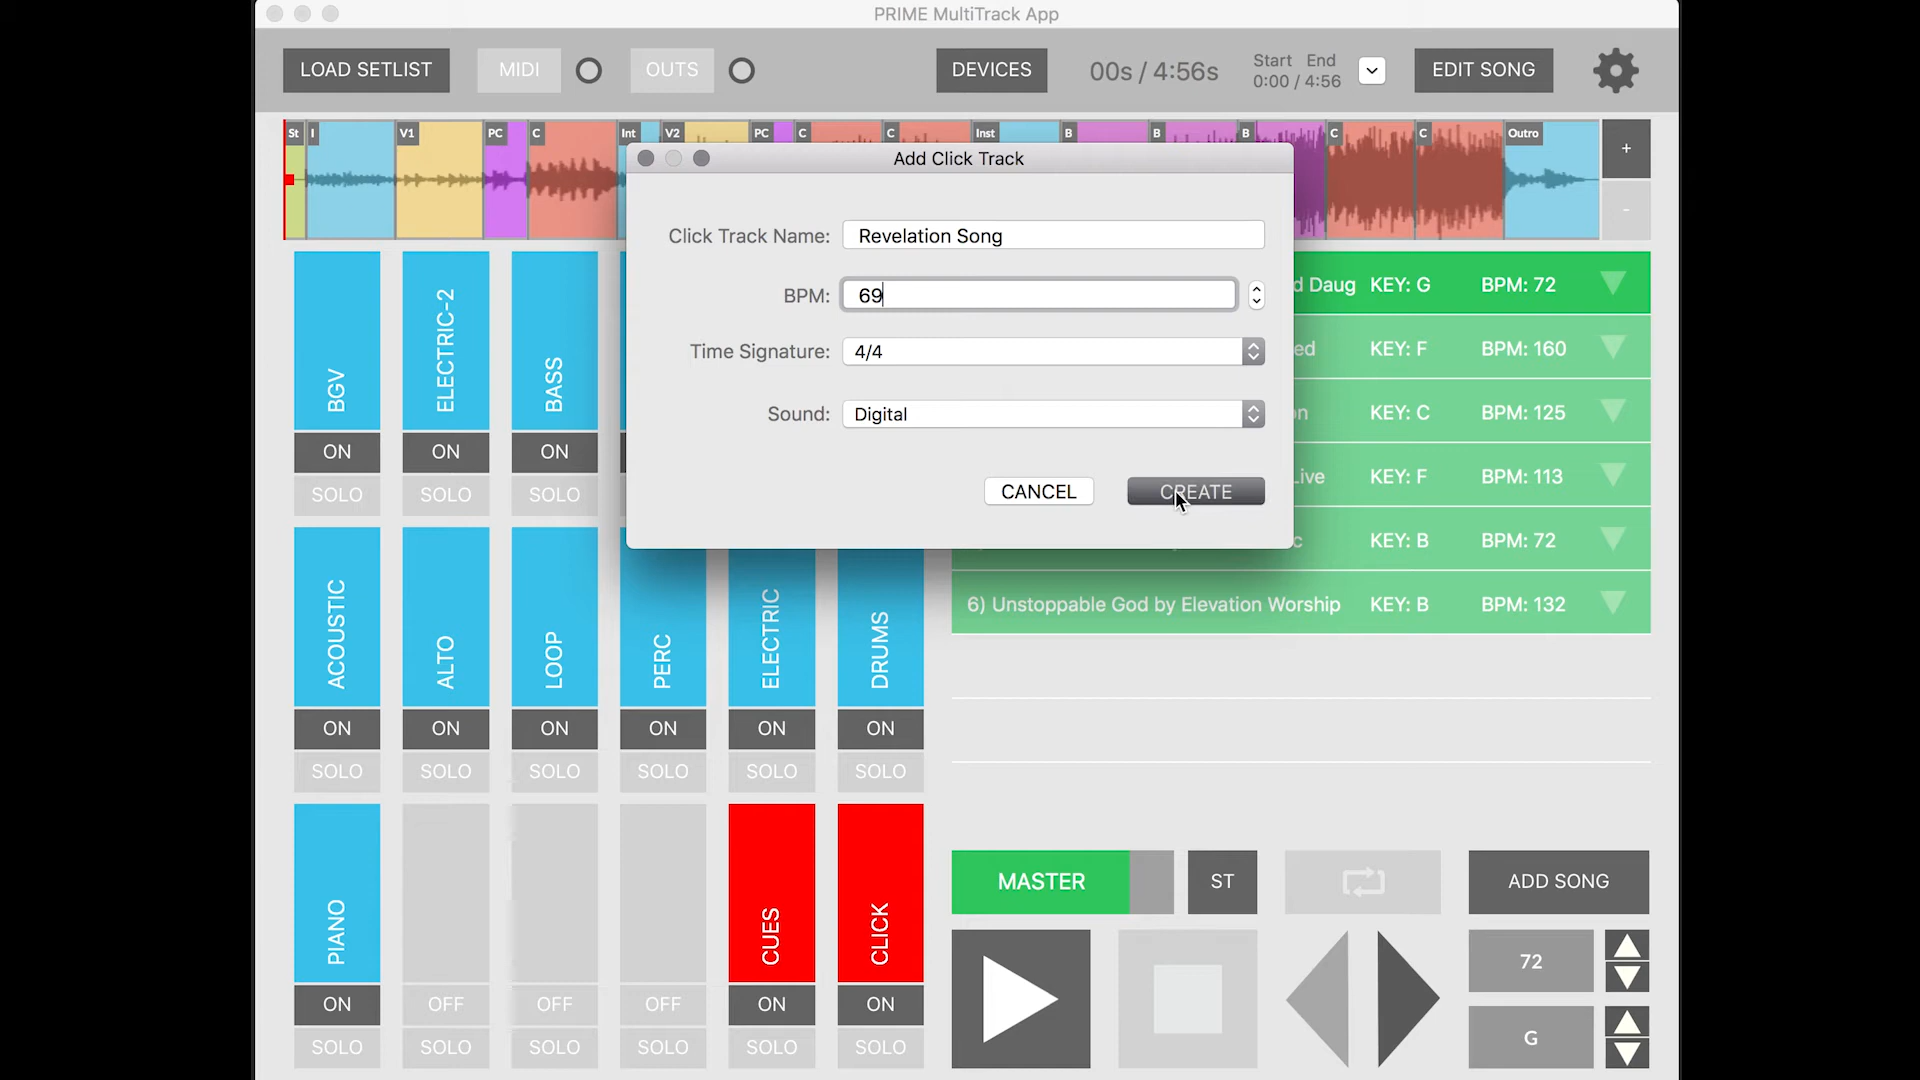 PRIME MultiTrack App
LOAD SETLIST MIDI OUTS DEVICES 00s / 4:56s Start End EDIT SONG
0:00 / 4:56
St I V1 PC C Int V2 PC C C Inst B B B C C Outro
+
-
Add Click Track
Click Track Name: Revelation Song
BPM: 69
Time Signature: 4/4
Sound: Digital
CANCEL CREATE
d Daug KEY: G BPM: 72
ed KEY: F BPM: 160
n KEY: C BPM: 125
Live KEY: F BPM: 113
c KEY: B BPM: 72
6) Unstoppable God by Elevation Worship KEY: B BPM: 132
BGV ELECTRIC-2 BASS
ON ON ON
SOLO SOLO SOLO
ACOUSTIC ALTO LOOP PERC ELECTRIC DRUMS
ON ON ON ON ON ON
SOLO SOLO SOLO SOLO SOLO SOLO
PIANO CUES CLICK
ON OFF OFF OFF ON ON
SOLO SOLO SOLO SOLO SOLO SOLO
MASTER ST ADD SONG
72
G